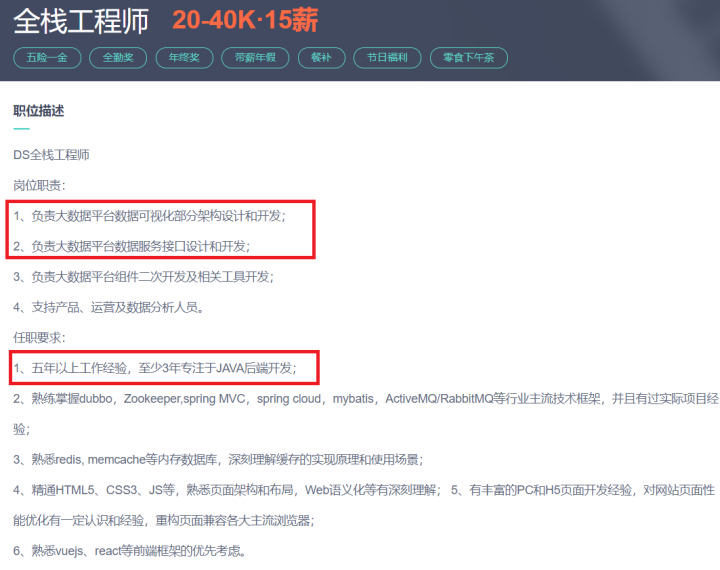 全栈工程师 20-40K·15薪
五险一金 全勤奖 年终奖 带薪年假 餐补 节日福利 零食下午茶
职位描述
DS全栈工程师
岗位职责：
1、负责大数据平台数据可视化部分架构设计和开发；
2、负责大数据平台数据服务接口设计和开发；
3、负责大数据平台组件二次开发及相关工具开发；
4、支持产品、运营及数据分析人员。
任职要求：
1、五年以上工作经验，至少3年专注于JAVA后端开发；
2、熟练掌握dubbo，Zookeeper,spring MVC，spring cloud，mybatis，ActiveMQ/RabbitMQ等行业主流技术框架，并且有过实际项目经
验；
3、熟悉redis, memcache等内存数据库，深刻理解缓存的实现原理和使用场景；
4、精通HTML5、CSS3、JS等，熟悉页面架构和布局，Web语义化等有深刻理解； 5、有丰富的PC和H5页面开发经验，对网站页面性
能优化有一定认识和经验，重构页面兼容各大主流浏览器；
6、熟悉vuejs、react等前端框架的优先考虑。